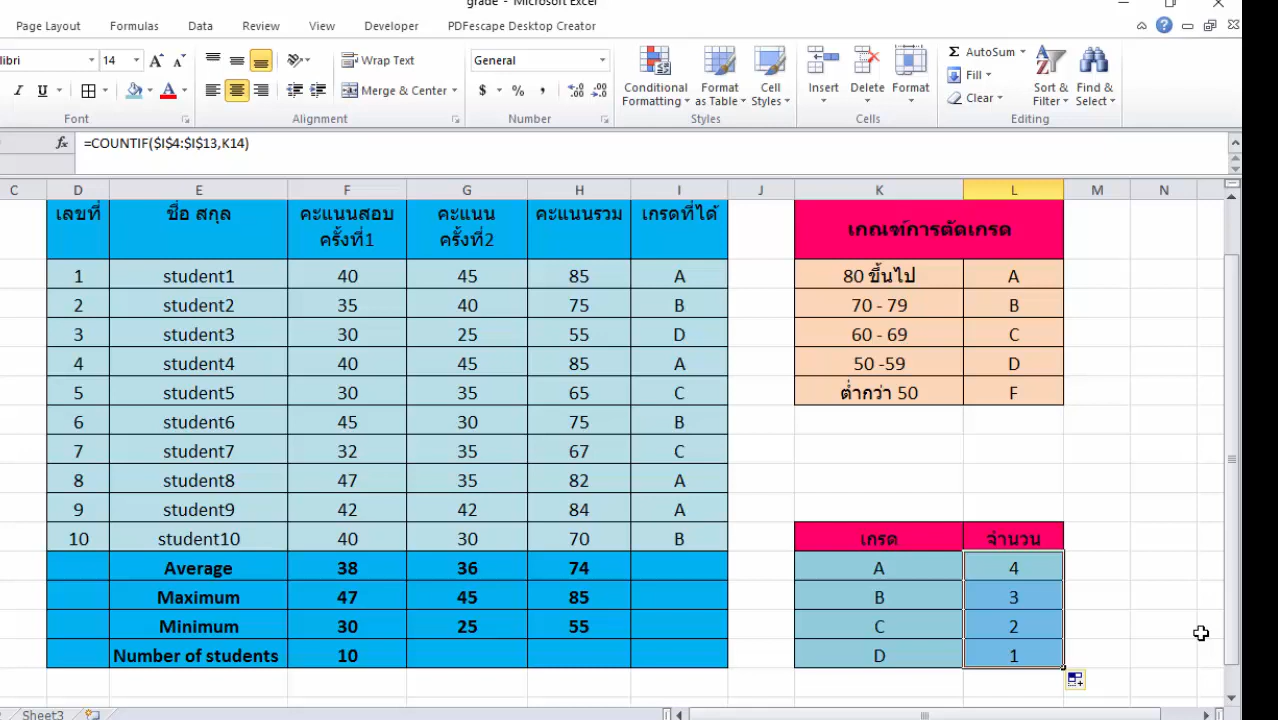 grade - Microsoft Excel
Page Layout Formulas Data Review View Developer PDFescape Desktop Creator
14 Wrap Text General AutoSum
Fill
U A Merge & Center $ % , Conditional Formatting Format as Table Cell Styles Insert Delete Format Clear Sort & Filter Find & Select
Font Alignment Number Styles Cells Editing
fx =COUNTIF($I$4:$I$13,K14)
C D E F G H I J K L M N
เลขที่ ชื่อ สกุล คะแนนสอบ คะแนน คะแนนรวม เกรดที่ได้ เกณฑ์การตัดเกรด
ครั้งที่1 ครั้งที่2
1 student1 40 45 85 A 80 ขึ้นไป A
2 student2 35 40 75 B 70 - 79 B
3 student3 30 25 55 D 60 - 69 C
4 student4 40 45 85 A 50 -59 D
5 student5 30 35 65 C ต่ำกว่า 50 F
6 student6 45 30 75 B
7 student7 32 35 67 C
8 student8 47 35 82 A
9 student9 42 42 84 A
10 student10 40 30 70 B เกรด จำนวน
Average 38 36 74 A 4
Maximum 47 45 85 B 3
Minimum 30 25 55 C 2
Number of students 10 D 1
Sheet3